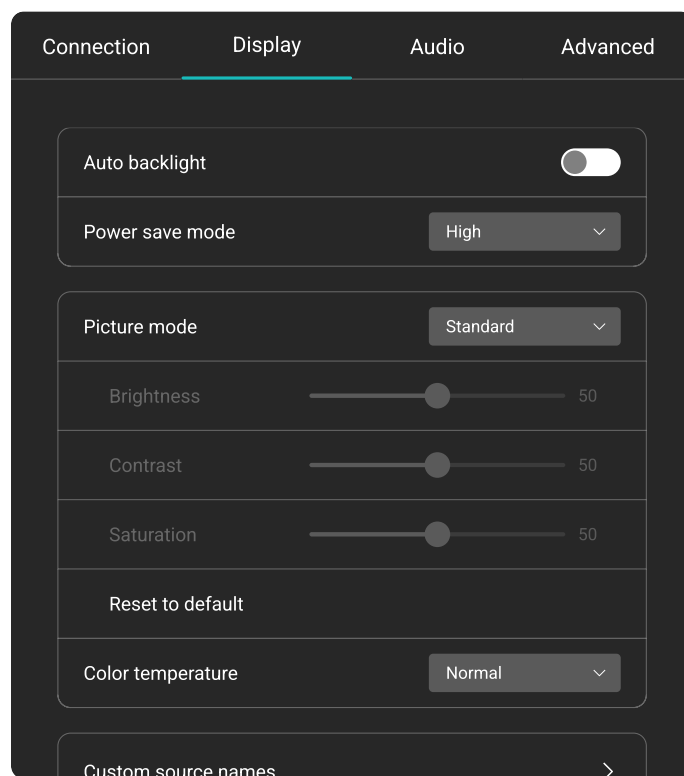 Connection Display Audio Advanced
Auto backlight
Power save mode High
Picture mode Standard
Brightness 50
Contrast 50
Saturation 50
Reset to default
Color temperature Normal
Custom source names